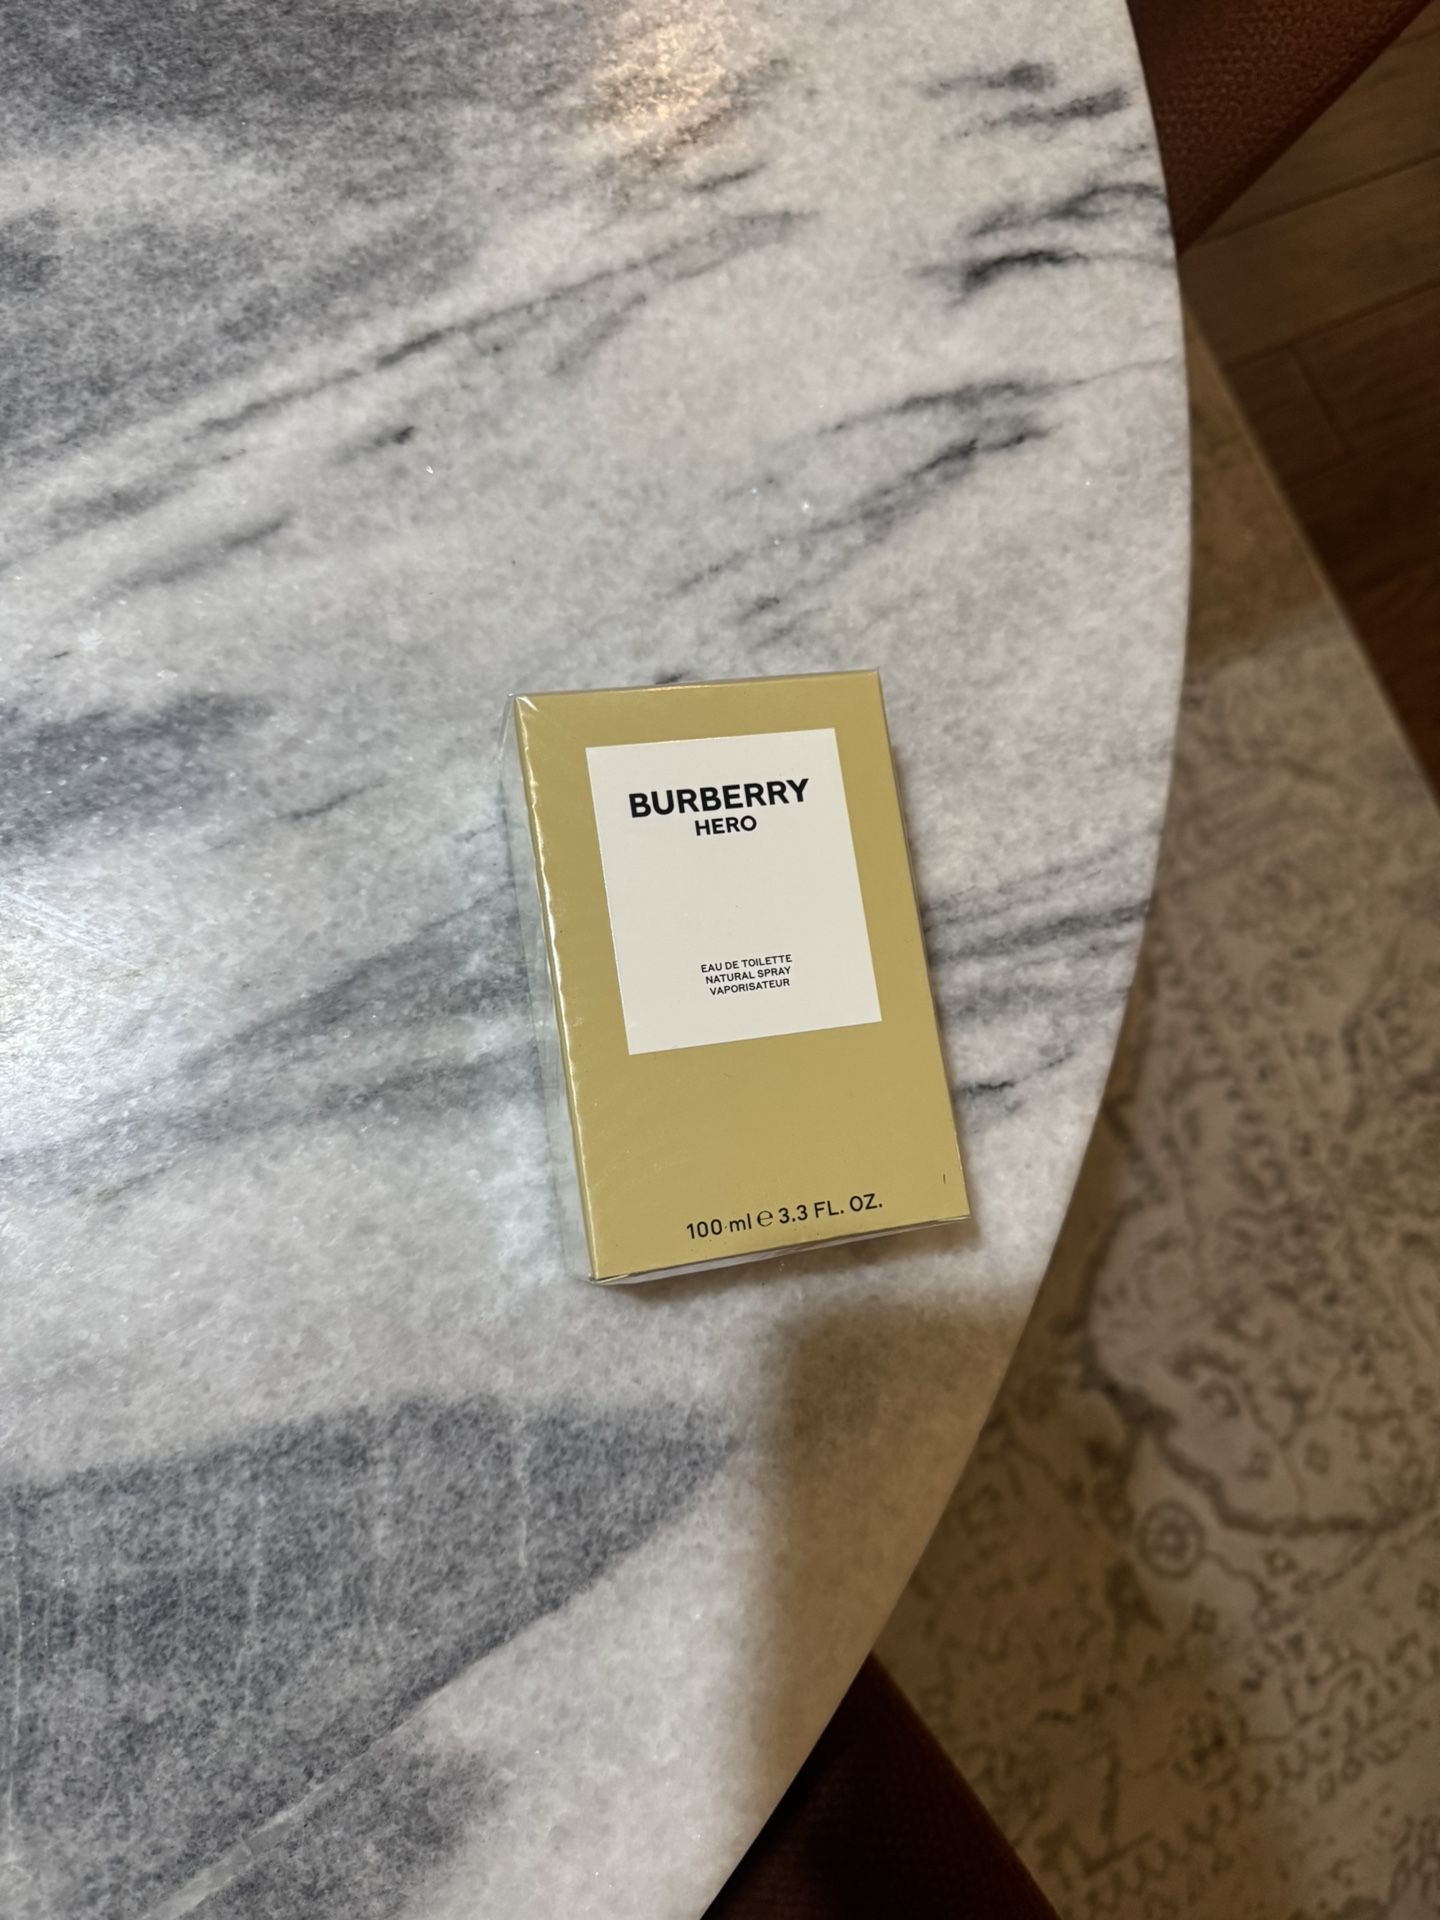 BURBERRY
HERO
EAU DE TOILETTE
NATURAL SPRAY
VAPORISATEUR
100 ml ℮ 3.3 FL. OZ.